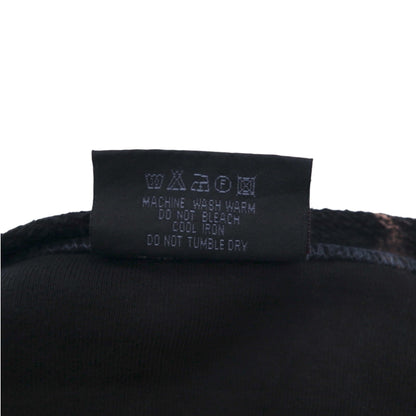 MACHINE WASH WARM
DO NOT BLEACH
COOL IRON
DO NOT TUMBLE DRY